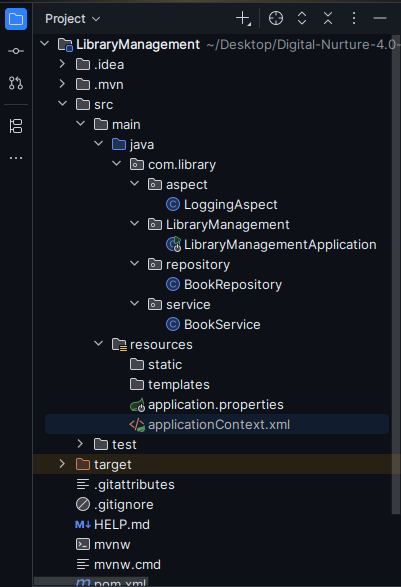 Project
LibraryManagement ~/Desktop/Digital-Nurture-4.0-
.idea
.mvn
src
main
java
com.library
aspect
LoggingAspect
LibraryManagement
LibraryManagementApplication
repository
BookRepository
service
BookService
resources
static
templates
application.properties
applicationContext.xml
test
target
.gitattributes
.gitignore
HELP.md
mvnw
mvnw.cmd
pom.xml